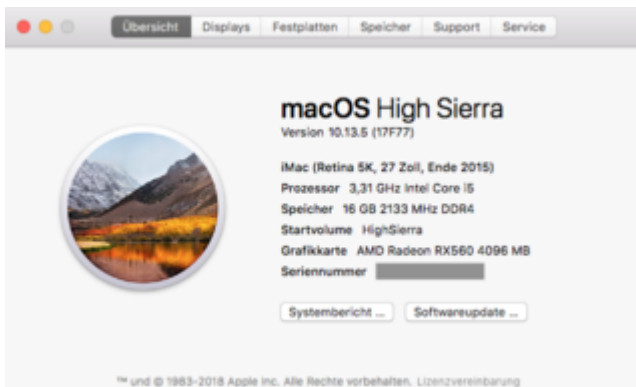 Übersicht Displays Festplatten Speicher Support Service
macOS High Sierra
Version 10.13.5 (17F77)
iMac (Retina 5K, 27 Zoll, Ende 2015)
Prozessor 3,31 GHz Intel Core i5
Speicher 16 GB 2133 MHz DDR4
Startvolume HighSierra
Grafikkarte AMD Radeon RX560 4096 MB
Seriennummer
Systembericht ... Softwareupdate ...
™ und © 1983-2018 Apple Inc. Alle Rechte vorbehalten. Lizenzvereinbarung